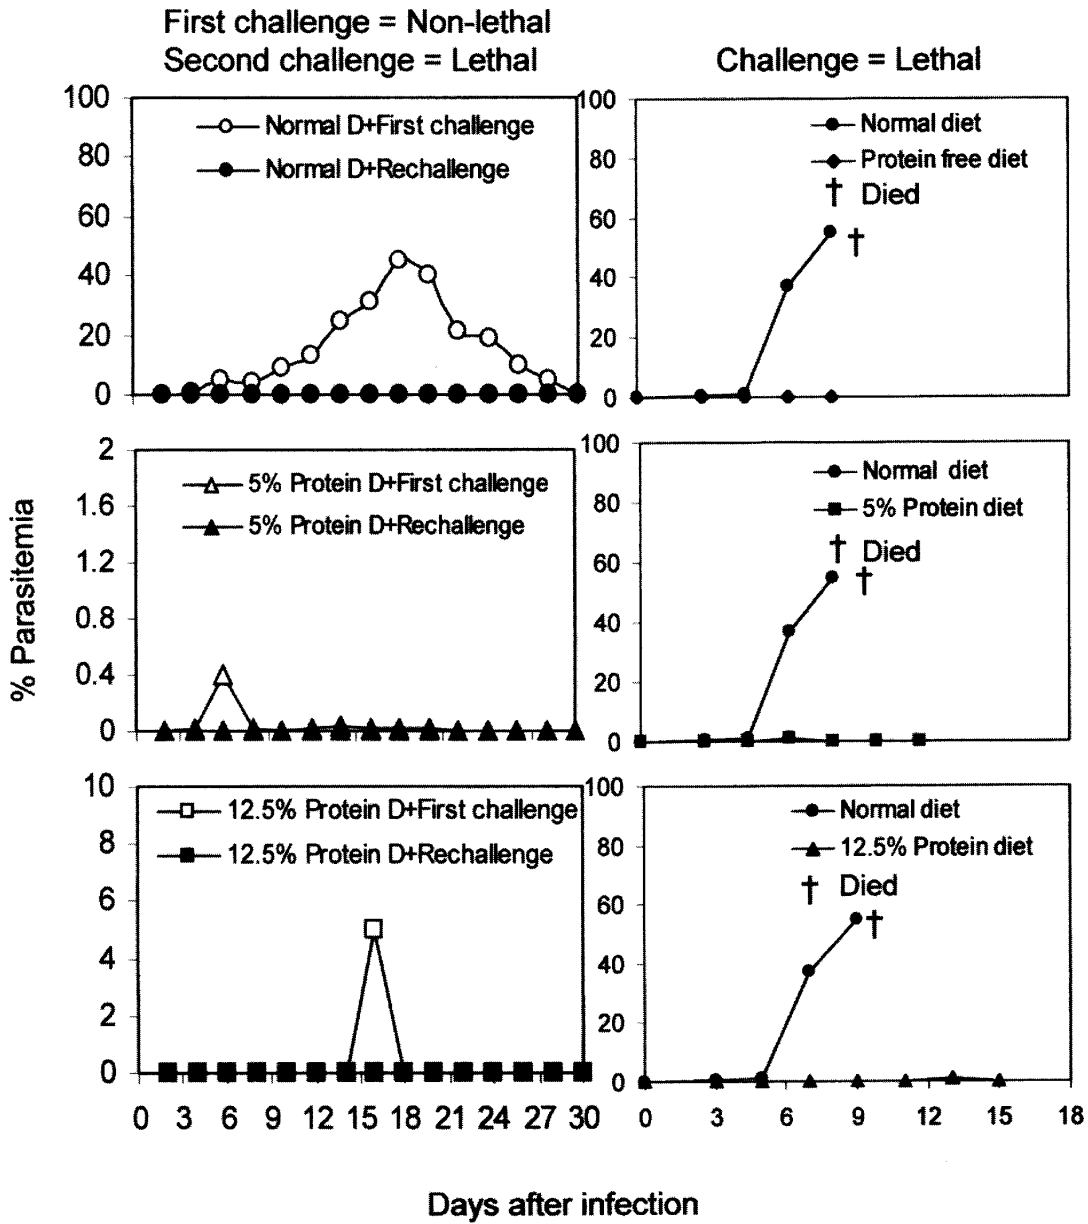 First challenge = Non-lethal
Second challenge = Lethal
Challenge = Lethal
100
80
60
40
20
0
Normal D+First challenge
Normal D+Rechallenge
100
80
60
40
20
0
Normal diet
Protein free diet
† Died
†
% Parasitemia
2
1.6
1.2
0.8
0.4
0
5% Protein D+First challenge
5% Protein D+Rechallenge
100
80
60
40
20
0
Normal diet
5% Protein diet
† Died
†
10
8
6
4
2
0
12.5% Protein D+First challenge
12.5% Protein D+Rechallenge
0 3 6 9 12 15 18 21 24 27 30
100
80
60
40
20
0
Normal diet
12.5% Protein diet
† Died
†
0 3 6 9 12 15 18
Days after infection